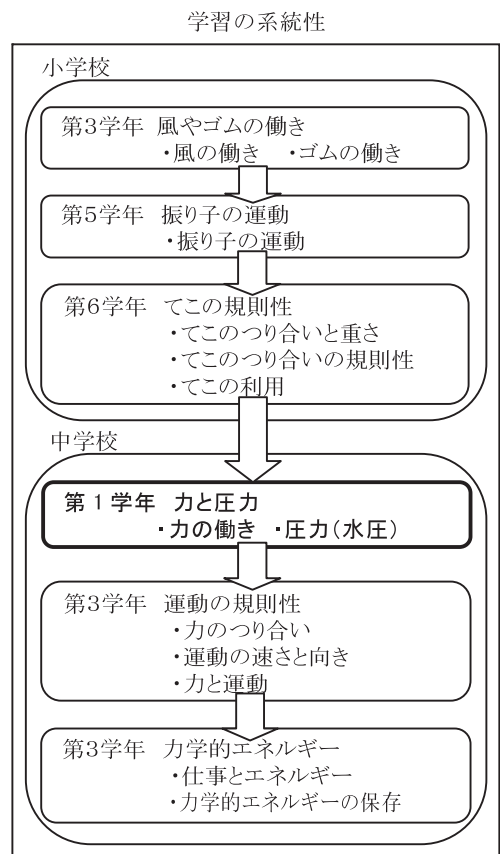 学習の系統性
小学校
第3学年 風やゴムの働き
・風の働き ・ゴムの働き
第5学年 振り子の運動
・振り子の運動
第6学年 てこの規則性
・てこのつり合いと重さ
・てこのつり合いの規則性
・てこの利用
中学校
第1学年 力と圧力
・力の働き ・圧力(水圧)
第3学年 運動の規則性
・力のつり合い
・運動の速さと向き
・力と運動
第3学年 力学的エネルギー
・仕事とエネルギー
・力学的エネルギーの保存